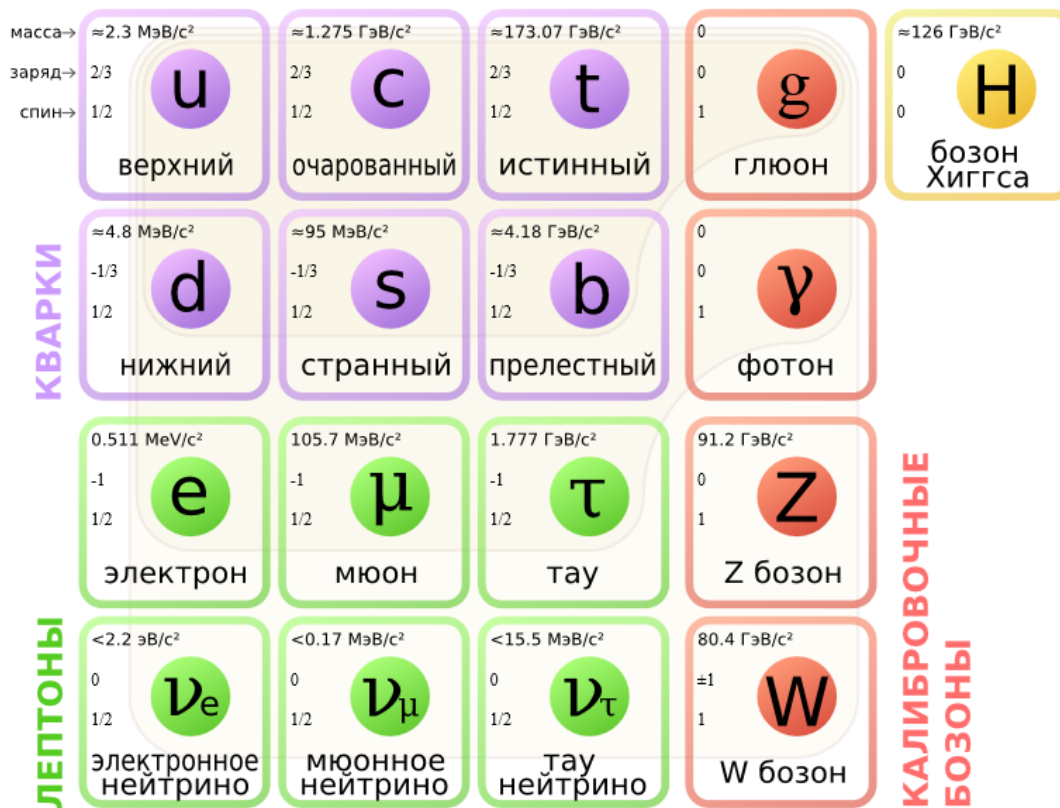 масса→
заряд→
спин→
≈2.3 МэВ/c²
2/3
1/2
u
верхний
≈1.275 ГэВ/c²
2/3
1/2
c
очарованный
≈173.07 ГэВ/c²
2/3
1/2
t
истинный
0
0
1
g
глюон
≈126 ГэВ/c²
0
0
H
бозон
Хиггса
КВАРКИ
≈4.8 МэВ/c²
-1/3
1/2
d
нижний
≈95 МэВ/c²
-1/3
1/2
s
странный
≈4.18 ГэВ/c²
-1/3
1/2
b
прелестный
0
0
1
γ
фотон
0.511 MeV/c²
-1
1/2
e
электрон
105.7 МэВ/c²
-1
1/2
μ
мюон
1.777 ГэВ/c²
-1
1/2
τ
тау
91.2 ГэВ/c²
0
1
Z
Z бозон
ЛЕПТОНЫ
<2.2 эВ/c²
0
1/2
νe
электронное
нейтрино
<0.17 МэВ/c²
0
1/2
νμ
мюонное
нейтрино
<15.5 МэВ/c²
0
1/2
ντ
тау
нейтрино
80.4 ГэВ/c²
±1
1
W
W бозон
КАЛИБРОВОЧНЫЕ
БОЗОНЫ